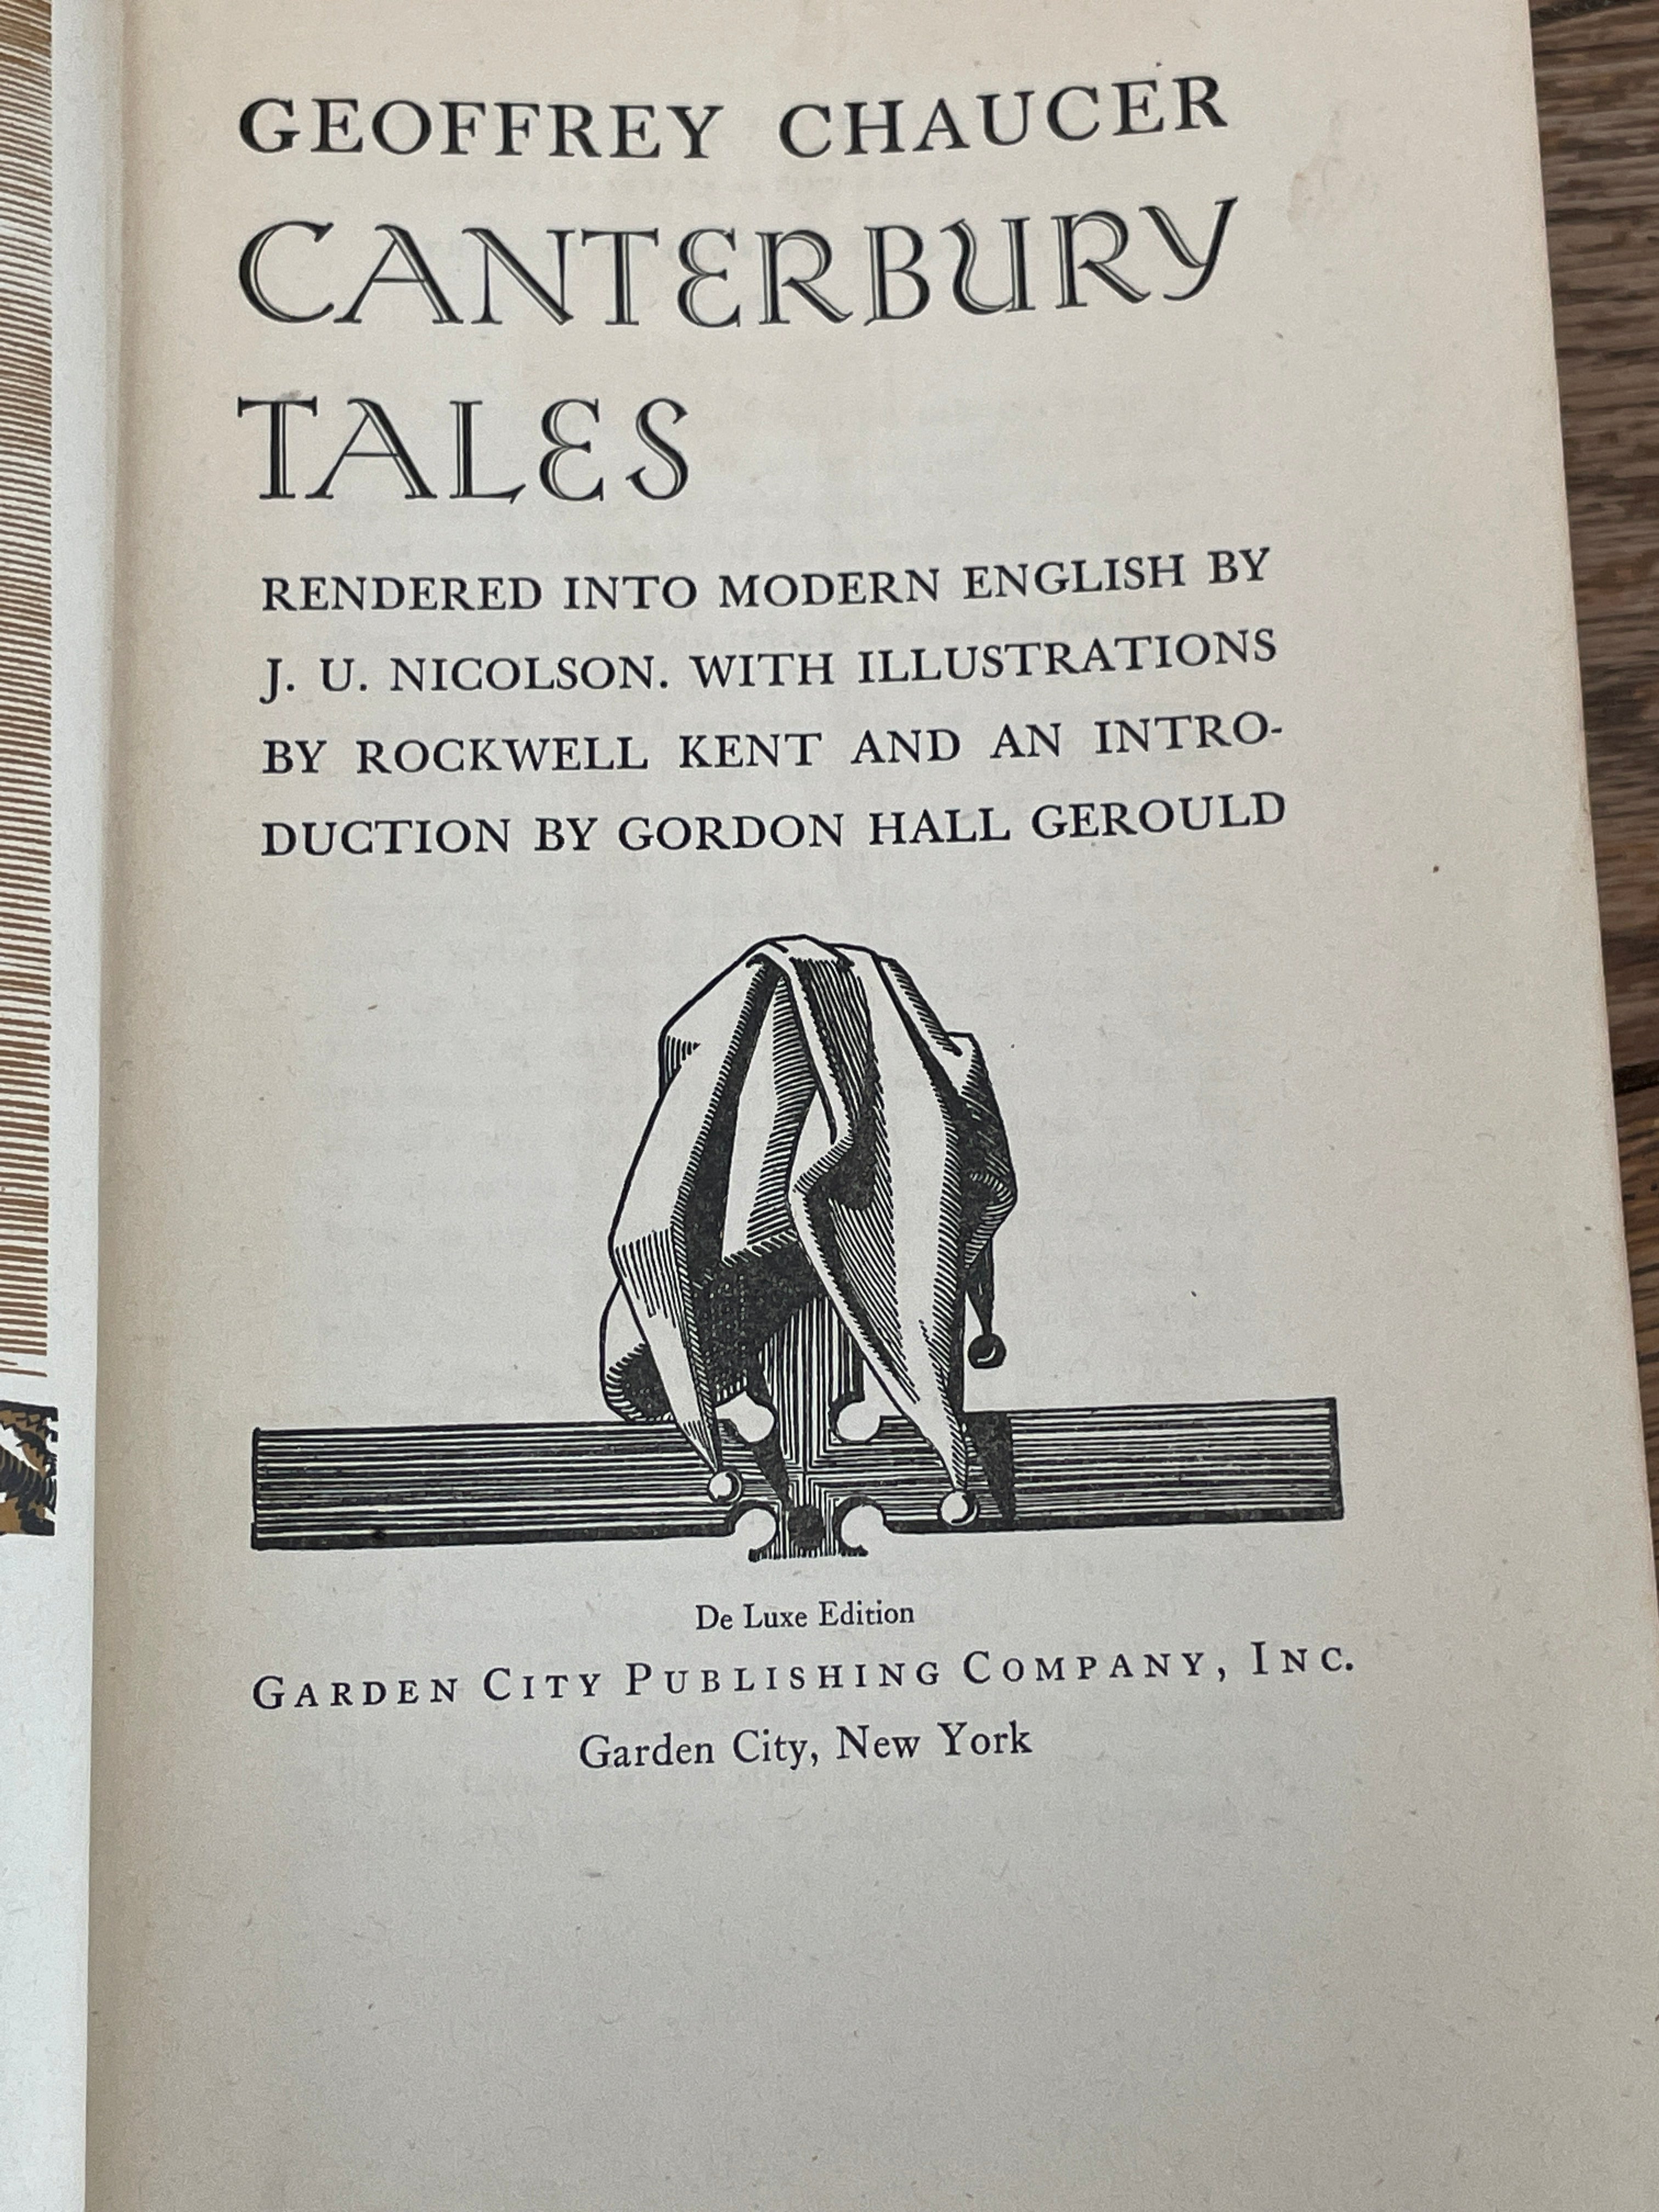 GEOFFREY CHAUCER
CANTERBURY
TALES
RENDERED INTO MODERN ENGLISH BY
J. U. NICOLSON. WITH ILLUSTRATIONS
BY ROCKWELL KENT AND AN INTRO-
DUCTION BY GORDON HALL GEROULD
De Luxe Edition
GARDEN CITY PUBLISHING COMPANY, INC.
Garden City, New York